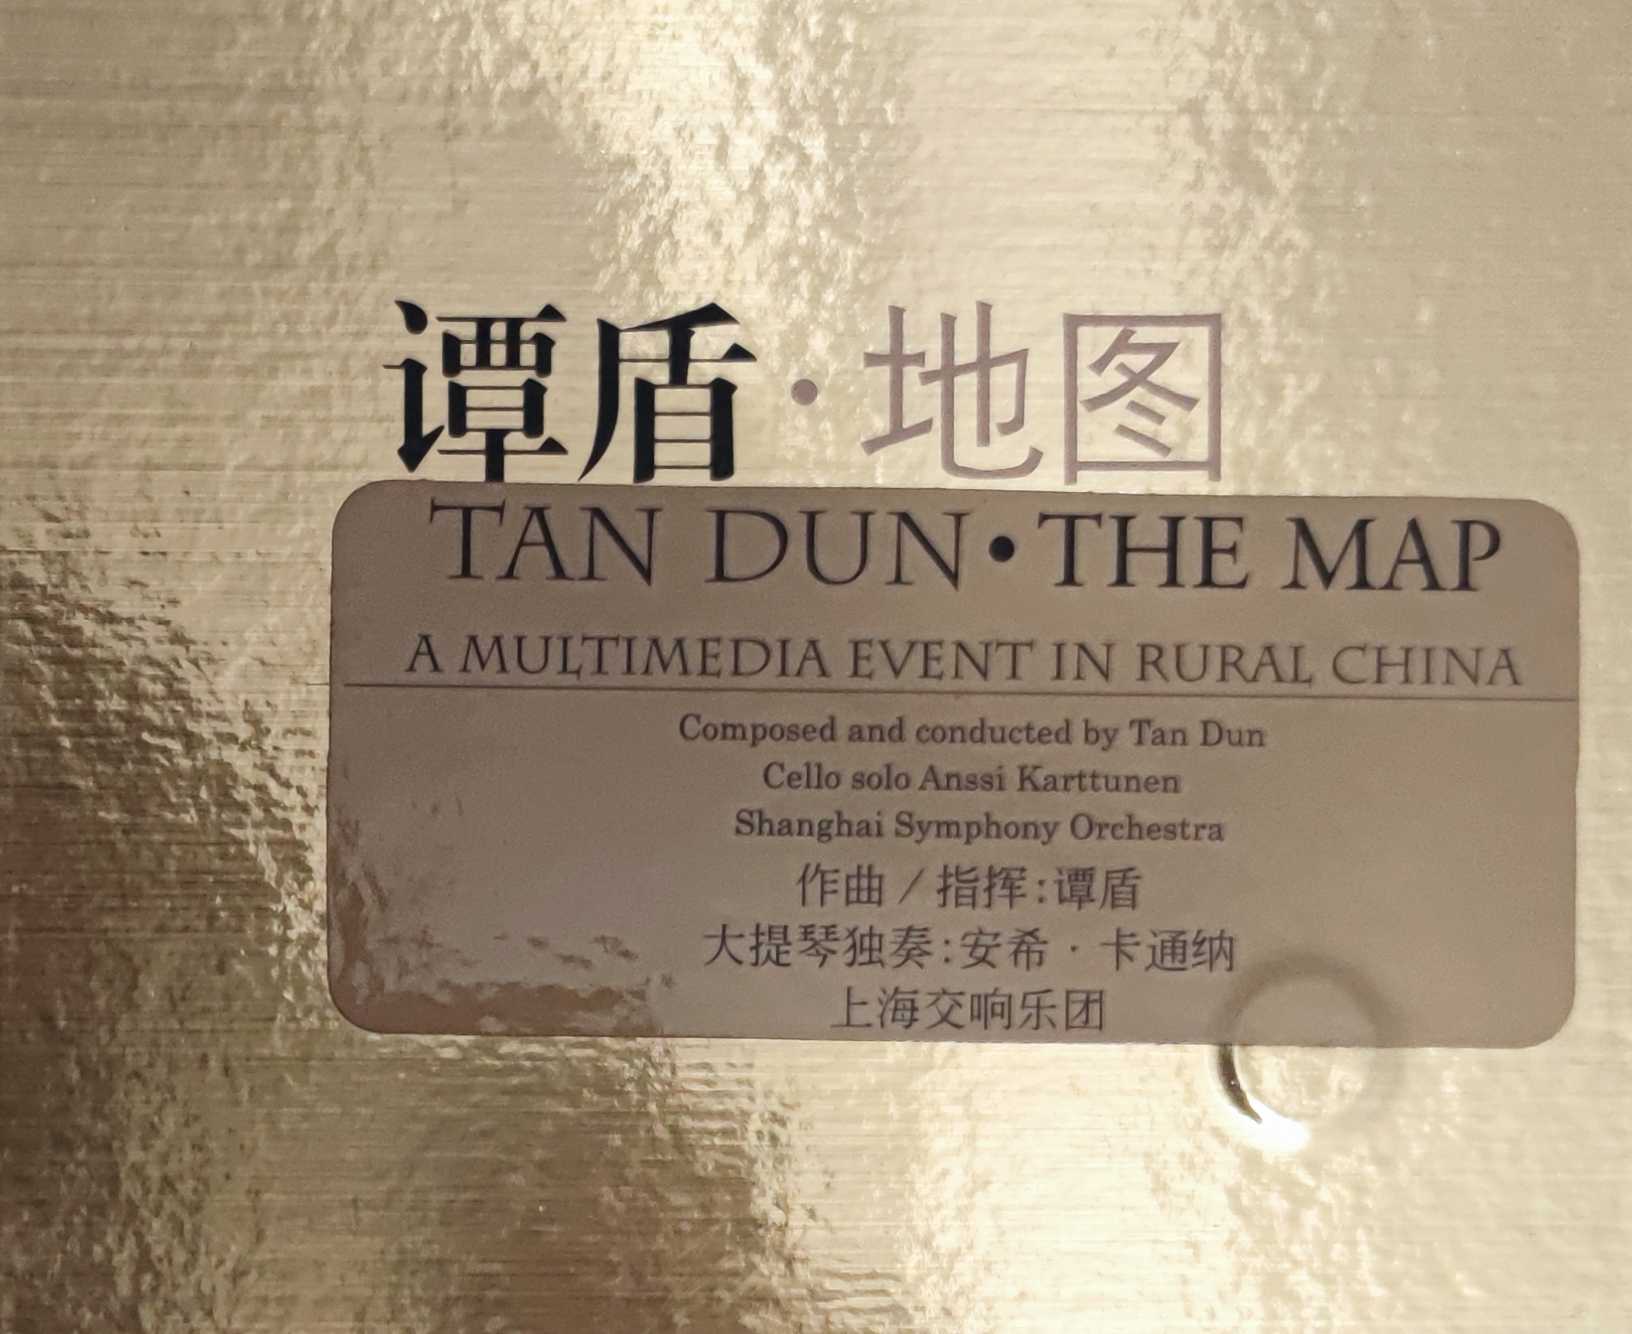 谭盾·地图
TAN DUN•THE MAP
A MULTIMEDIA EVENT IN RURAL CHINA
Composed and conducted by Tan Dun
Cello solo Anssi Karttunen
Shanghai Symphony Orchestra
作曲／指挥:谭盾
大提琴独奏:安希·卡通纳
上海交响乐团